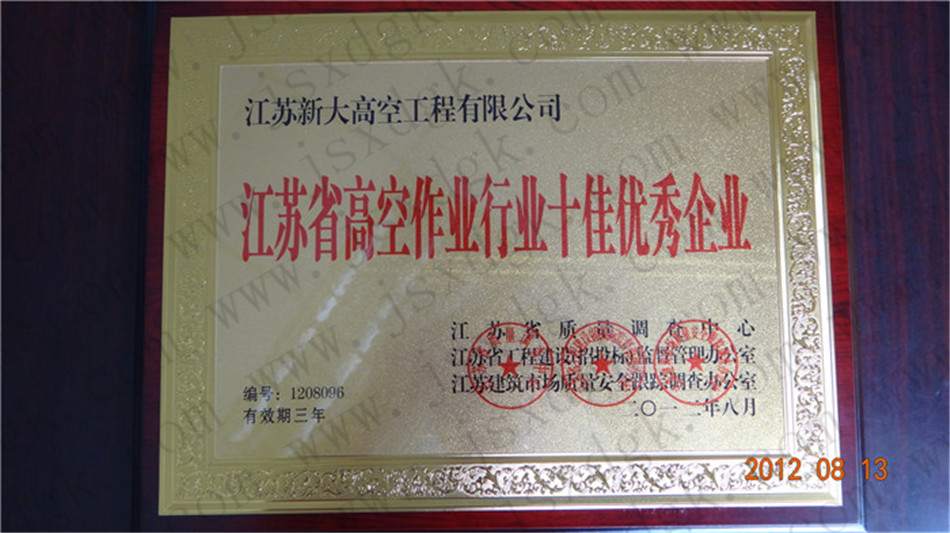 江苏新大高空工程有限公司
江苏省高空作业行业十佳优秀企业
江苏省质量调查中心
江苏省工程建设(招投标)监督管理办公室
江苏建筑市场质量安全跟踪调查办公室
二〇一二年八月
编号：1208096
有效期三年
2012 08 13
www.jsxdgk.com